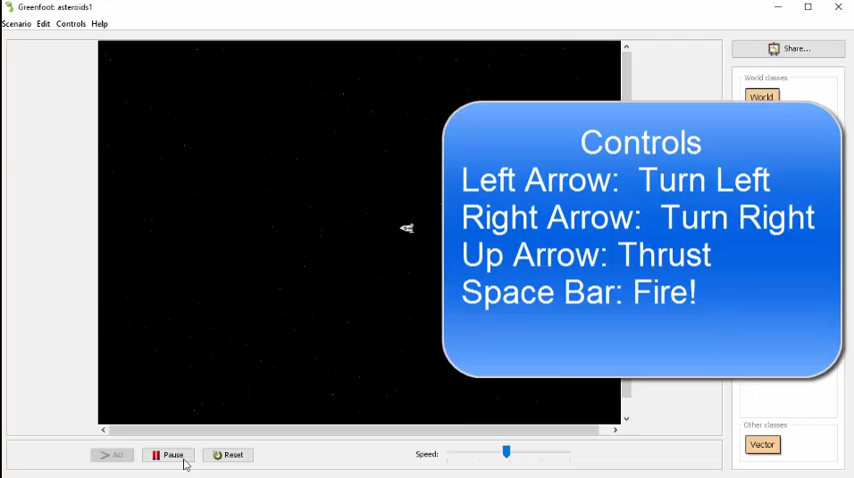 Greenfoot: asteroids1
Scenario Edit Controls Help
Share...
World classes
World
Controls
Left Arrow: Turn Left
Right Arrow: Turn Right
Up Arrow: Thrust
Space Bar: Fire!
Other classes
Vector
Act
Pause
Reset
Speed: